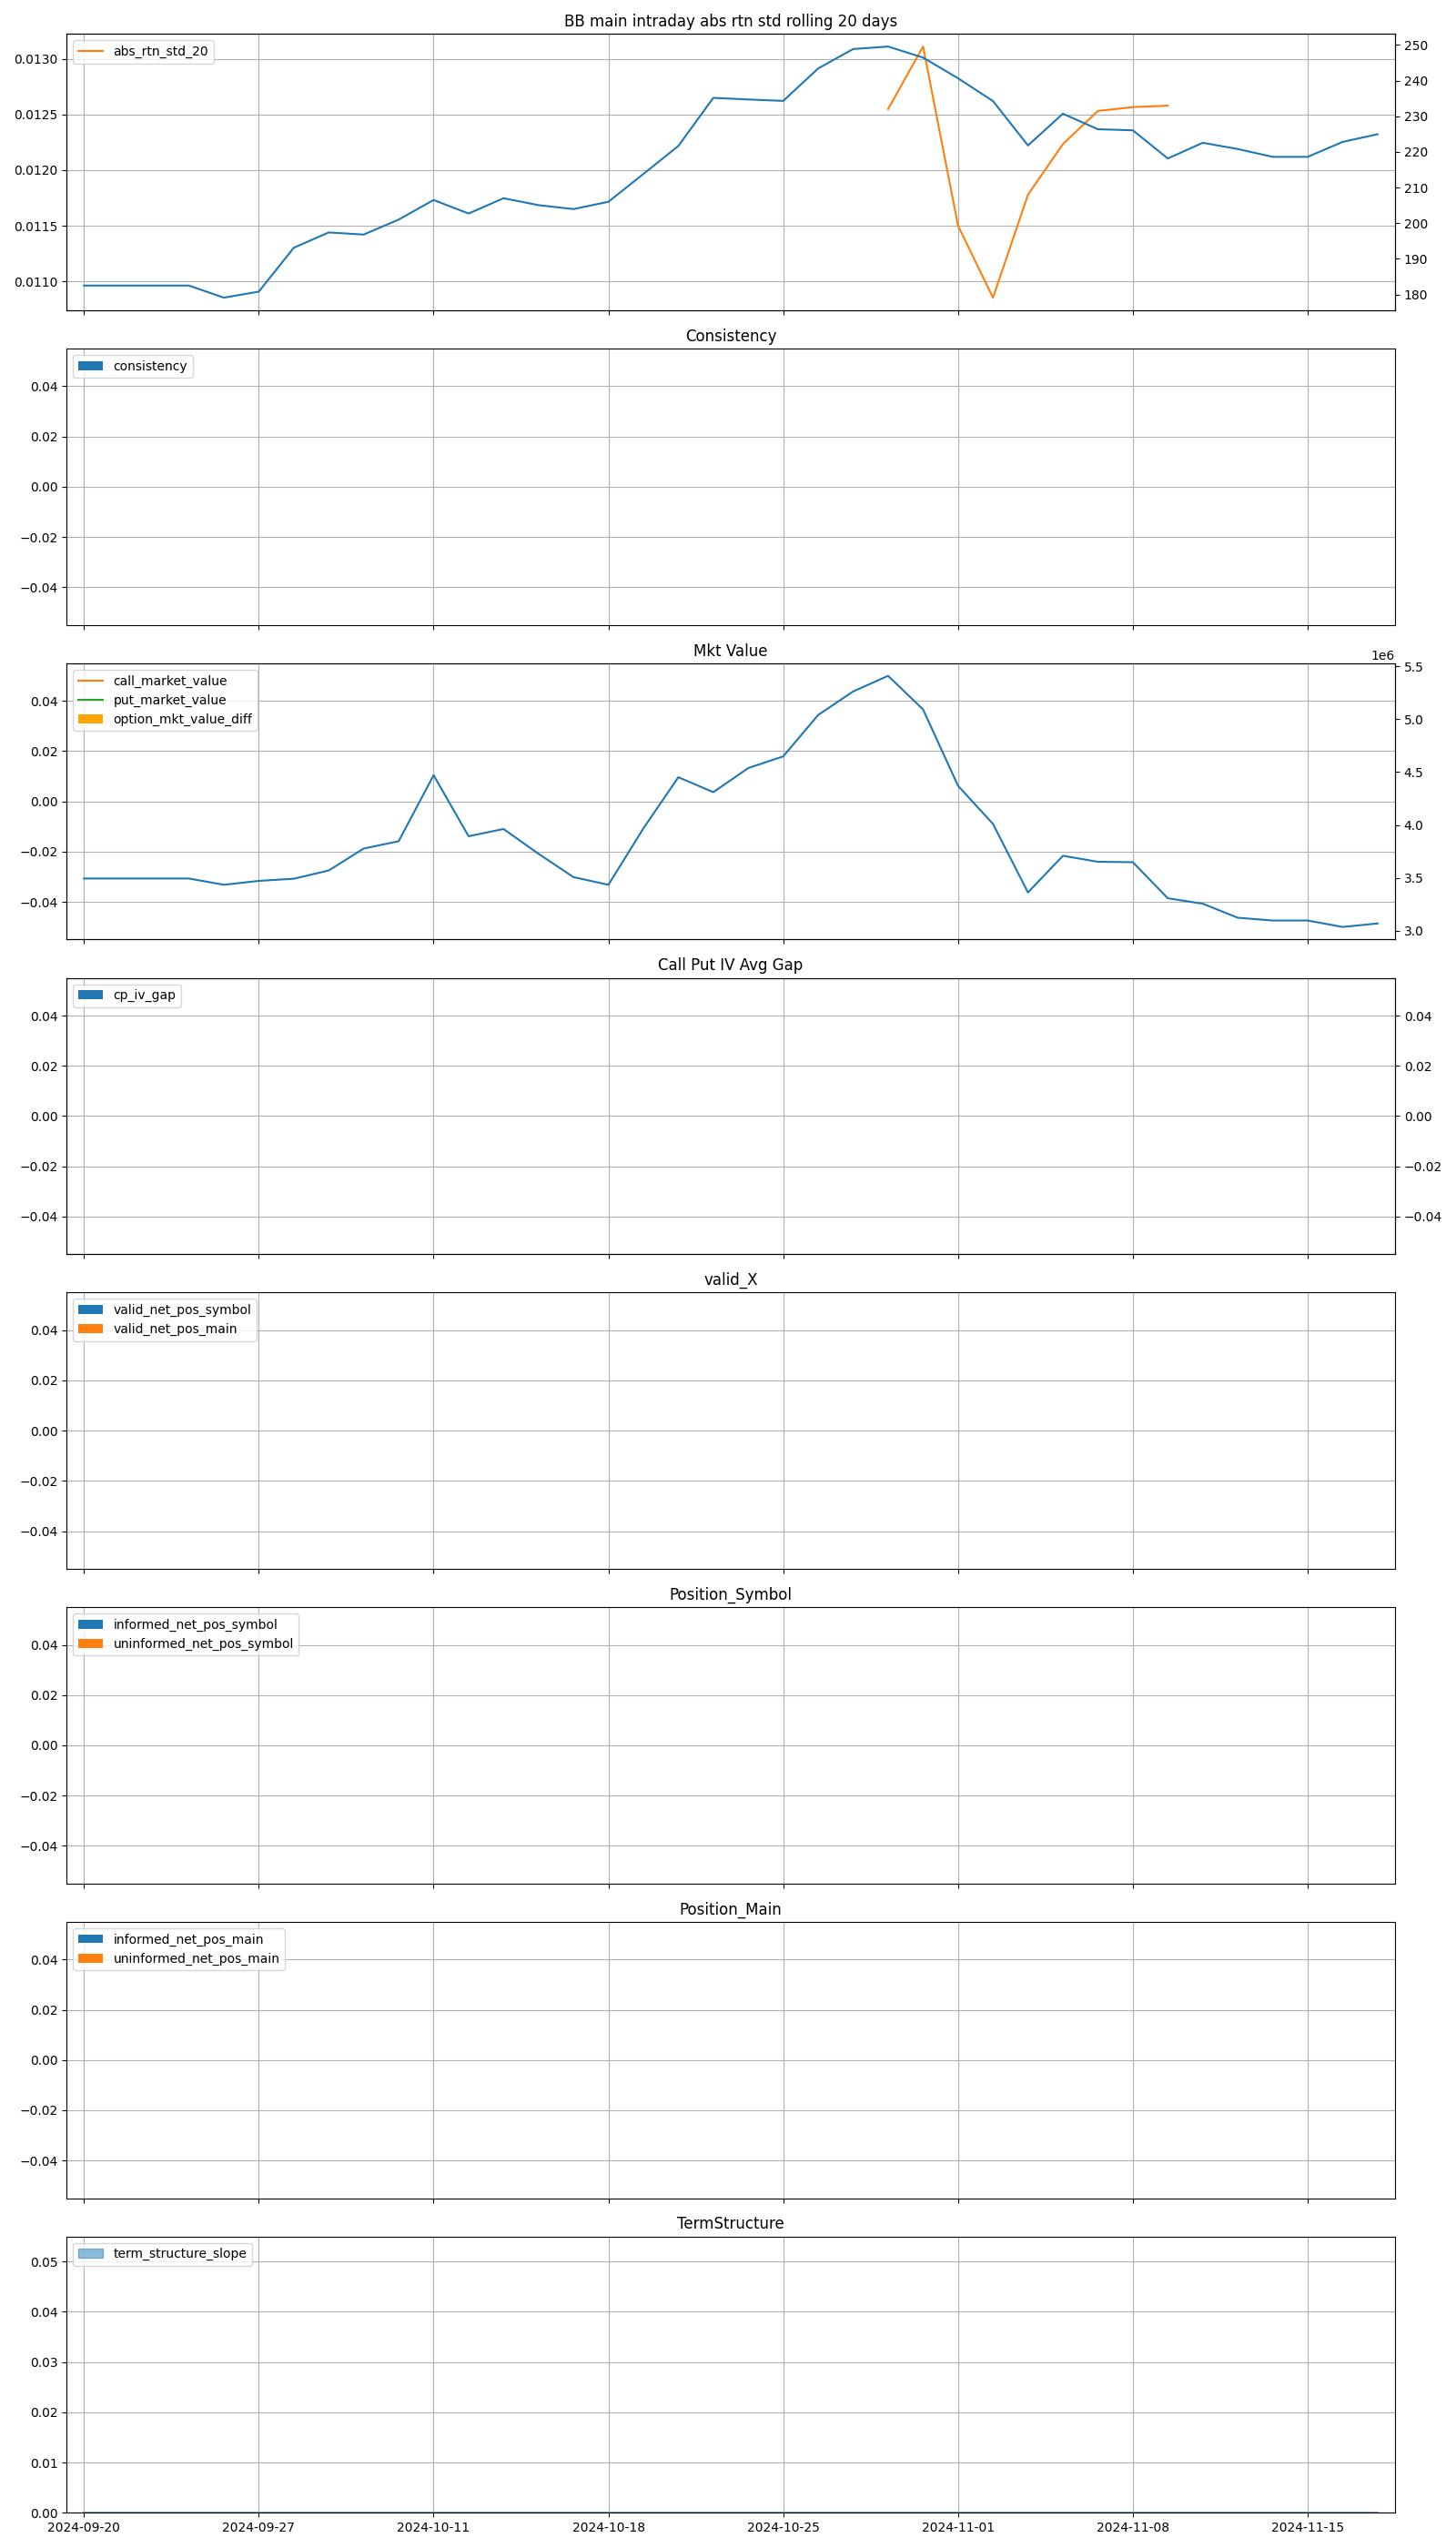 BB main intraday abs rtn std rolling 20 days
abs_rtn_std_20
0.0130
0.0125
0.0120
0.0115
0.0110
250
240
230
220
210
200
190
180
Consistency
consistency
0.04
0.02
0.00
−0.02
−0.04
Mkt Value
1e6
call_market_value
put_market_value
option_mkt_value_diff
0.04
0.02
0.00
−0.02
−0.04
5.5
5.0
4.5
4.0
3.5
3.0
Call Put IV Avg Gap
cp_iv_gap
0.04
0.02
0.00
−0.02
−0.04
0.04
0.02
0.00
−0.02
−0.04
valid_X
valid_net_pos_symbol
valid_net_pos_main
0.04
0.02
0.00
−0.02
−0.04
Position_Symbol
informed_net_pos_symbol
uninformed_net_pos_symbol
0.04
0.02
0.00
−0.02
−0.04
Position_Main
informed_net_pos_main
uninformed_net_pos_main
0.04
0.02
0.00
−0.02
−0.04
TermStructure
term_structure_slope
0.05
0.04
0.03
0.02
0.01
0.00
2024-09-20 2024-09-27 2024-10-11 2024-10-18 2024-10-25 2024-11-01 2024-11-08 2024-11-15